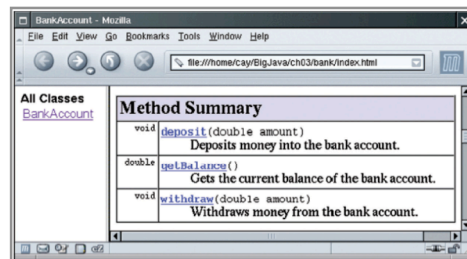 BankAccount - Mozilla
File Edit View Go Bookmarks Tools Window Help
file:///home/cay/BigJava/ch03/bank/index.html
All Classes
BankAccount
Method Summary
void deposit(double amount)
Deposits money into the bank account.
double getBalance()
Gets the current balance of the bank account.
void withdraw(double amount)
Withdraws money from the bank account.